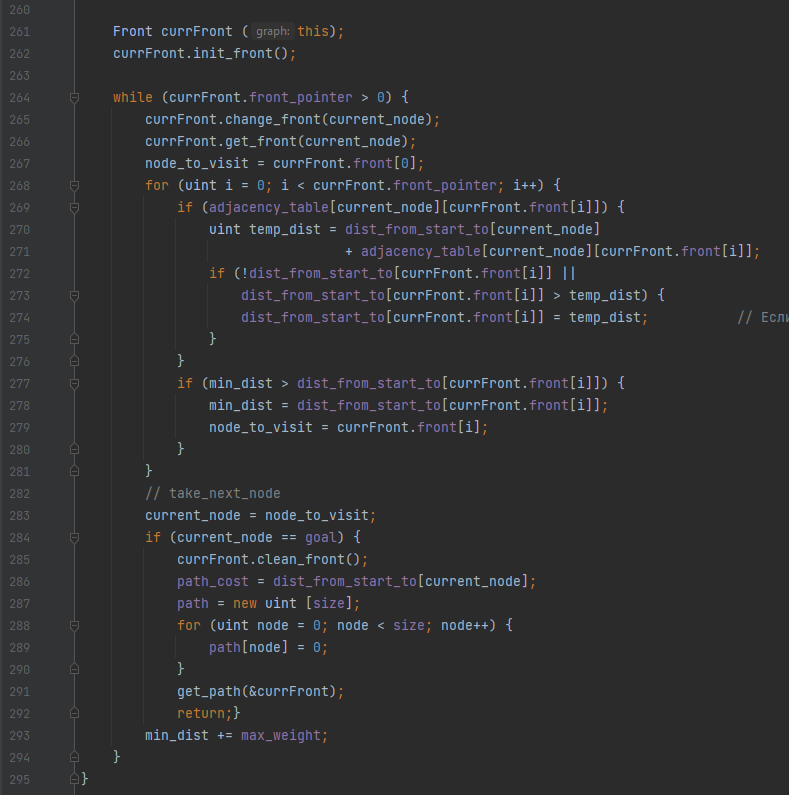 260
261 Front currFront ( graph: this);
262 currFront.init_front();
263
264 while (currFront.front_pointer > 0) {
265 currFront.change_front(current_node);
266 currFront.get_front(current_node);
267 node_to_visit = currFront.front[0];
268 for (uint i = 0; i < currFront.front_pointer; i++) {
269 if (adjacency_table[current_node][currFront.front[i]]) {
270 uint temp_dist = dist_from_start_to[current_node]
271 + adjacency_table[current_node][currFront.front[i]];
272 if (!dist_from_start_to[currFront.front[i]] ||
273 dist_from_start_to[currFront.front[i]] > temp_dist) {
274 dist_from_start_to[currFront.front[i]] = temp_dist; // Если
275 }
276 }
277 if (min_dist > dist_from_start_to[currFront.front[i]]) {
278 min_dist = dist_from_start_to[currFront.front[i]];
279 node_to_visit = currFront.front[i];
280 }
281 }
282 // take_next_node
283 current_node = node_to_visit;
284 if (current_node == goal) {
285 currFront.clean_front();
286 path_cost = dist_from_start_to[current_node];
287 path = new uint [size];
288 for (uint node = 0; node < size; node++) {
289 path[node] = 0;
290 }
291 get_path(&currFront);
292 return;}
293 min_dist += max_weight;
294 }
295 }